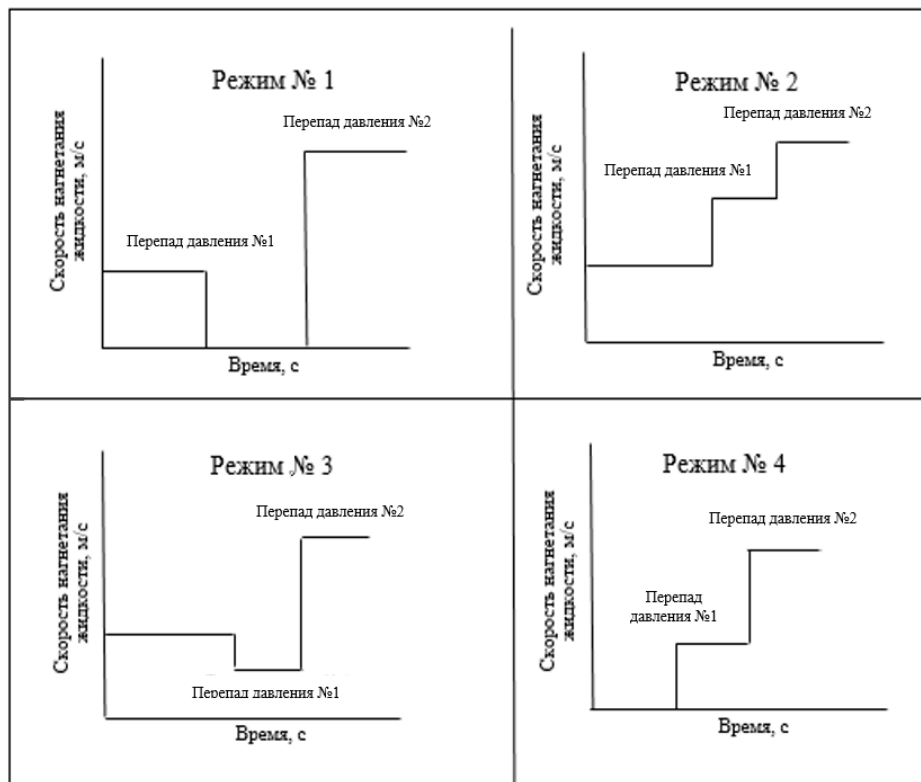 Режим № 1
Скорость нагнетания
жидкости, м/с
Перепад давления №2
Перепад давления №1
Время, с
Режим № 2
Скорость нагнетания
жидкости, м/с
Перепад давления №2
Перепад давления №1
Время, с
Режим № 3
Скорость нагнетания
жидкости, м/с
Перепад давления №2
Перепад давления №1
Время, с
Режим № 4
Скорость нагнетания
жидкости, м/с
Перепад давления №2
Перепад
давления №1
Время, с